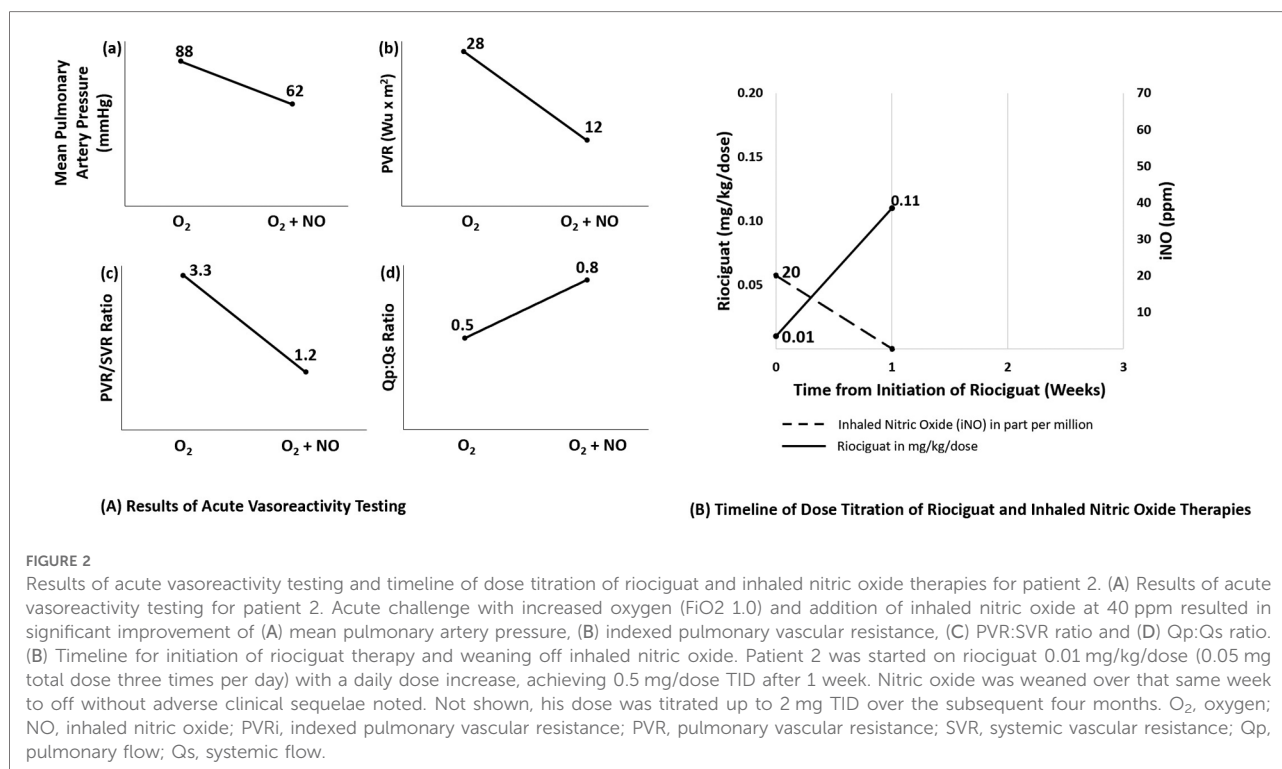 (a)
Mean Pulmonary
Artery Pressure
(mmHg)
88
62
O₂
O₂ + NO
(b)
PVR (Wu x m²)
28
12
O₂
O₂ + NO
(c)
PVR/SVR Ratio
3.3
1.2
O₂
O₂ + NO
(d)
Qp:Qs Ratio
0.5
0.8
O₂
O₂ + NO
(A) Results of Acute Vasoreactivity Testing
Riociguat (mg/kg/dose)
0.20
0.15
0.10
0.05
iNO (ppm)
70
60
50
40
30
20
10
20
0.01
0.11
0
1
2
3
Time from Initiation of Riociguat (Weeks)
Inhaled Nitric Oxide (iNO) in part per million
Riociguat in mg/kg/dose
(B) Timeline of Dose Titration of Riociguat and Inhaled Nitric Oxide Therapies
FIGURE 2
Results of acute vasoreactivity testing and timeline of dose titration of riociguat and inhaled nitric oxide therapies for patient 2. (A) Results of acute
vasoreactivity testing for patient 2. Acute challenge with increased oxygen (FiO2 1.0) and addition of inhaled nitric oxide at 40 ppm resulted in
significant improvement of (A) mean pulmonary artery pressure, (B) indexed pulmonary vascular resistance, (C) PVR:SVR ratio and (D) Qp:Qs ratio.
(B) Timeline for initiation of riociguat therapy and weaning off inhaled nitric oxide. Patient 2 was started on riociguat 0.01 mg/kg/dose (0.05 mg
total dose three times per day) with a daily dose increase, achieving 0.5 mg/dose TID after 1 week. Nitric oxide was weaned over that same week
to off without adverse clinical sequelae noted. Not shown, his dose was titrated up to 2 mg TID over the subsequent four months. O₂, oxygen;
NO, inhaled nitric oxide; PVRi, indexed pulmonary vascular resistance; PVR, pulmonary vascular resistance; SVR, systemic vascular resistance; Qp,
pulmonary flow; Qs, systemic flow.